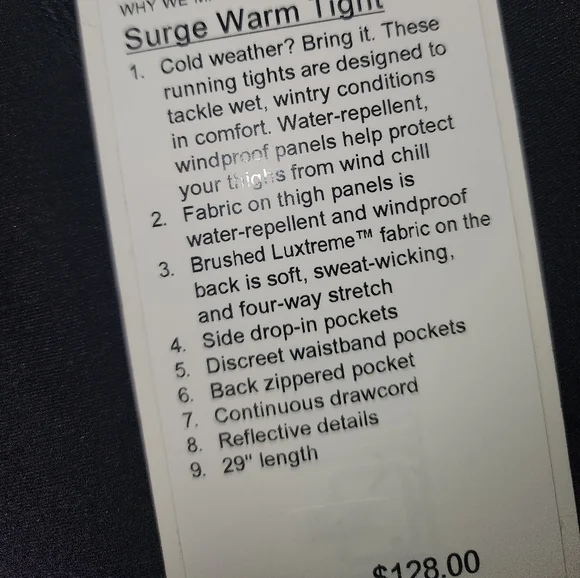 WHY WE
Surge Warm Tight
1. Cold weather? Bring it. These
running tights are designed to
tackle wet, wintry conditions
in comfort. Water-repellent,
windproof panels help protect
your thighs from wind chill
2. Fabric on thigh panels is
water-repellent and windproof
3. Brushed Luxtreme™ fabric on the
back is soft, sweat-wicking,
and four-way stretch
4. Side drop-in pockets
5. Discreet waistband pockets
6. Back zippered pocket
7. Continuous drawcord
8. Reflective details
9. 29" length
$128.00